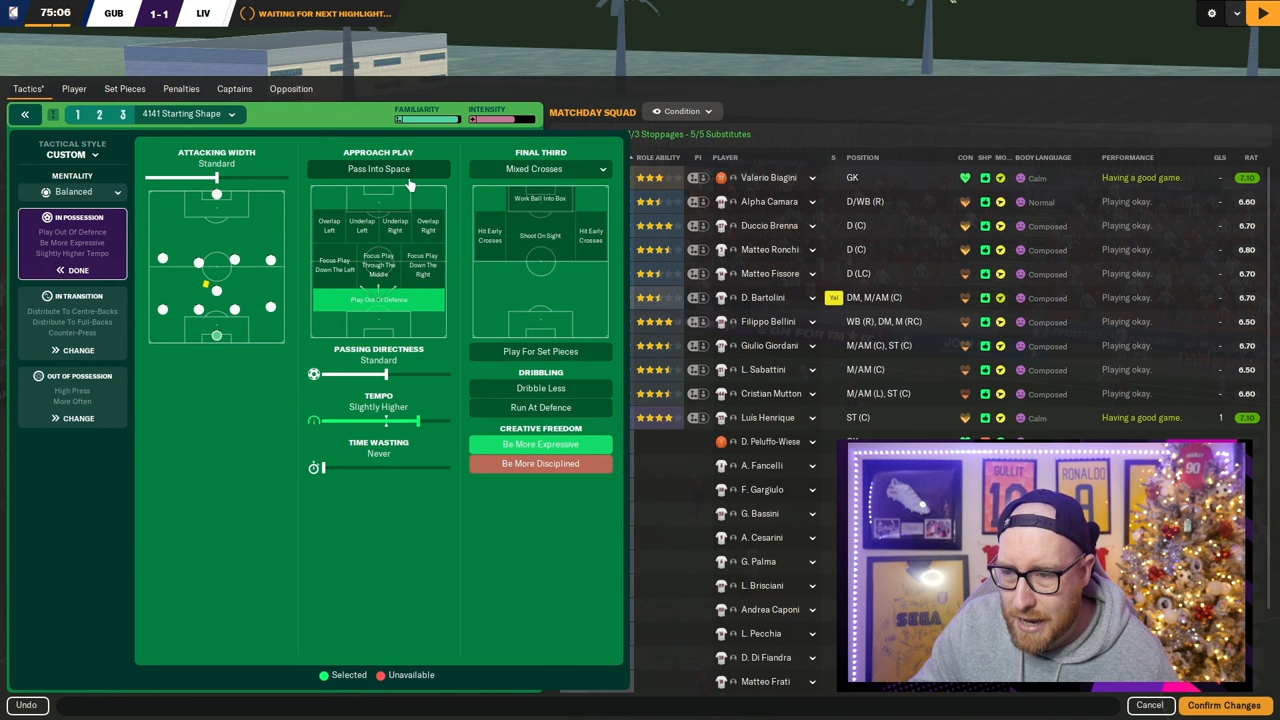 75:06
GUB 1-1 LIV
WAITING FOR NEXT HIGHLIGHT...
Tactics* Player Set Pieces Penalties Captains Opposition
1 2 3 4141 Starting Shape
FAMILIARITY
INTENSITY
MATCHDAY SQUAD
Condition
/3 Stoppages - 5/5 Substitutes
TACTICAL STYLE
CUSTOM
MENTALITY
Balanced
IN POSSESSION
Play Out Of Defence
Be More Expressive
Slightly Higher Tempo
DONE
IN TRANSITION
Distribute To Centre-Backs
Distribute To Full-Backs
Counter-Press
CHANGE
OUT OF POSSESSION
High Press
More Often
CHANGE
ATTACKING WIDTH
Standard
APPROACH PLAY
Pass Into Space
Overlap Left
Underlap Left
Underlap Right
Overlap Right
Focus Play Down The Left
Focus Play Through The Middle
Focus Play Down The Right
Play Out Of Defence
PASSING DIRECTNESS
Standard
TEMPO
Slightly Higher
TIME WASTING
Never
FINAL THIRD
Mixed Crosses
Work Ball Into Box
Hit Early Crosses
Shoot On Sight
Hit Early Crosses
Play For Set Pieces
DRIBBLING
Dribble Less
Run At Defence
CREATIVE FREEDOM
Be More Expressive
Be More Disciplined
Selected
Unavailable
ROLE ABILITY PI PLAYER S POSITION CON SHP MO... BODY LANGUAGE PERFORMANCE GLS RAT
Valerio Biagini GK Calm Having a good game. - 7.10
Alpha Camara D/WB (R) Normal Playing okay. - 6.60
Duccio Brenna D (C) Composed Playing okay. - 6.60
Matteo Ronchi D (C) Composed Playing okay. - 6.80
Matteo Fissore D (LC) Composed Playing okay. - 6.70
D. Bartolini Yel DM, M/AM (C) Composed Playing okay. - 6.70
Filippo Bellini WB (R), DM, M (RC) Composed Playing okay. - 6.50
Giulio Giordani M/AM (C), ST (C) Composed Playing okay. - 6.70
L. Sabattini M/AM (C) Composed Playing okay. - 6.50
Cristian Mutton M/AM (L), ST (C) Composed Playing okay. - 6.60
Luís Henrique ST (C) Calm Having a good game. 1 7.10
D. Pelufo-Wiese
A. Fancelli
F. Gargiulo
G. Bassini
A. Cesarini
G. Palma
L. Brisciani
Andrea Caponi
L. Pecchia
D. Di Fiandra
Matteo Frati
GULLIT
10
RONALDO
9
90
SEGA
Undo
Cancel
Confirm Changes